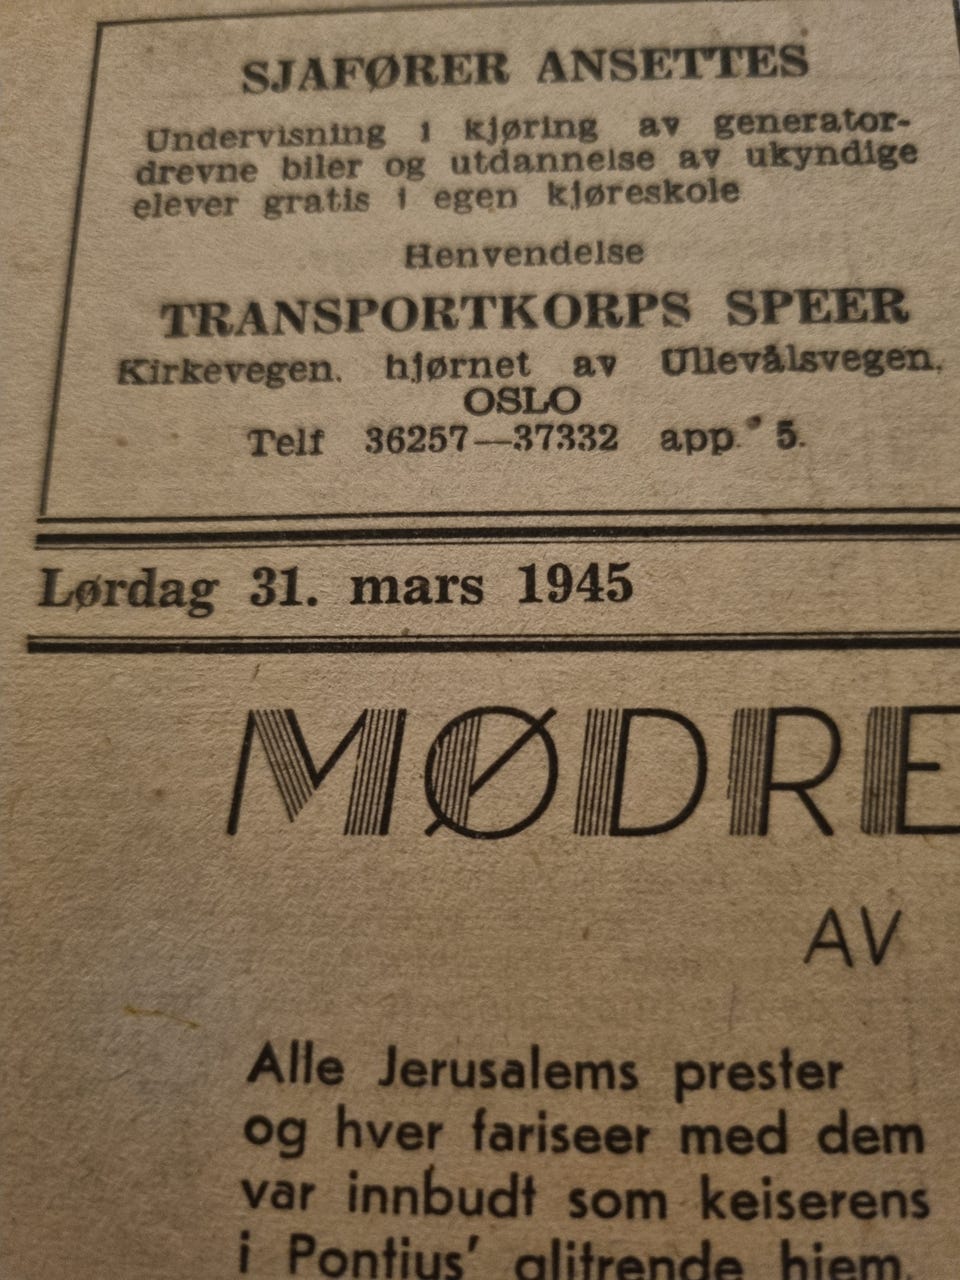 SJAFØRER ANSETTES
Undervisning i kjøring av generator-
drevne biler og utdannelse av ukyndige
elever gratis i egen kjøreskole
Henvendelse
TRANSPORTKORPS SPEER
Kirkevegen. hjørnet av Ullevålsvegen.
OSLO
Telf 36257—37332 app. 5.
Lørdag 31. mars 1945
MØDRE
AV
Alle Jerusalems prester
og hver fariseer med dem
var innbudt som keiserens
i Pontius' glitrende hjem